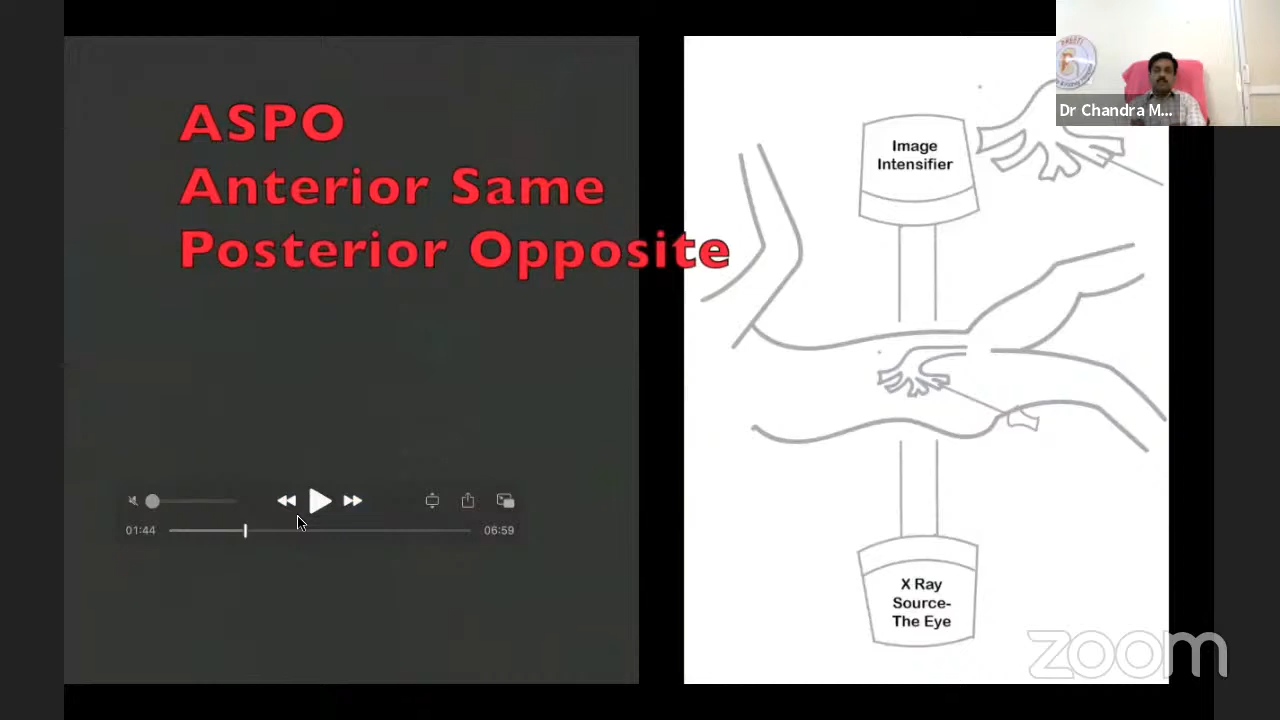 ASPO
Anterior Same
Posterior Opposite
Image
Intensifier
X Ray
Source-
The Eye
01:44
06:59
Dr Chandra M...
zoom